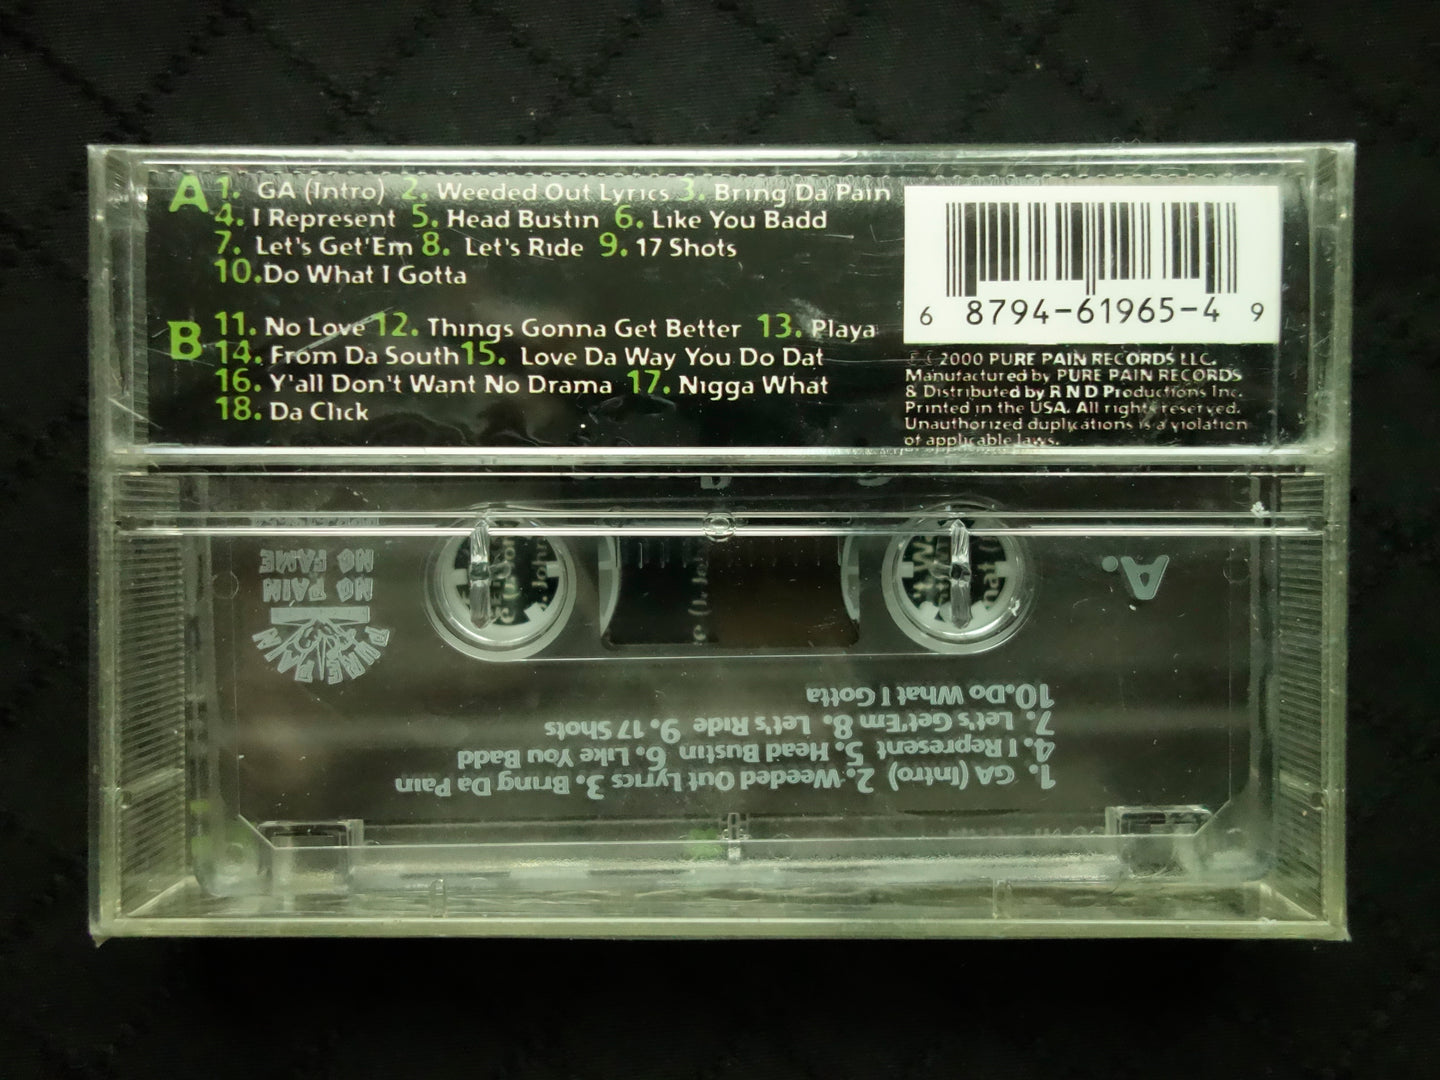 A 1. GA (Intro) 2. Weeded Out Lyrics 3. Bring Da Pain
4. I Represent 5. Head Bustin 6. Like You Badd
7. Let's Get'Em 8. Let's Ride 9. 17 Shots
10.Do What I Gotta
B 11. No Love 12. Things Gonna Get Better 13. Playa
14. From Da South 15. Love Da Way You Do Dat
16. Y'all Don't Want No Drama 17. Nigga What
18. Da Click
6 8794-61965-4 9
℗ © 2000 PURE PAIN RECORDS LLC.
Manufactured by PURE PAIN RECORDS
& Distributed by R N D Productions Inc.
Printed in the USA. All rights reserved.
Unauthorized duplications is a violation
of applicable laws.
A.
PURE PAIN
NO PAIN
NO FAME
1. GA (Intro) 2. Weeded Out Lyrics 3. Bring Da Pain
4. I Represent 5. Head Bustin 6. Like You Badd
7. Let's Get'Em 8. Let's Ride 9. 17 Shots
10.Do What I Gotta